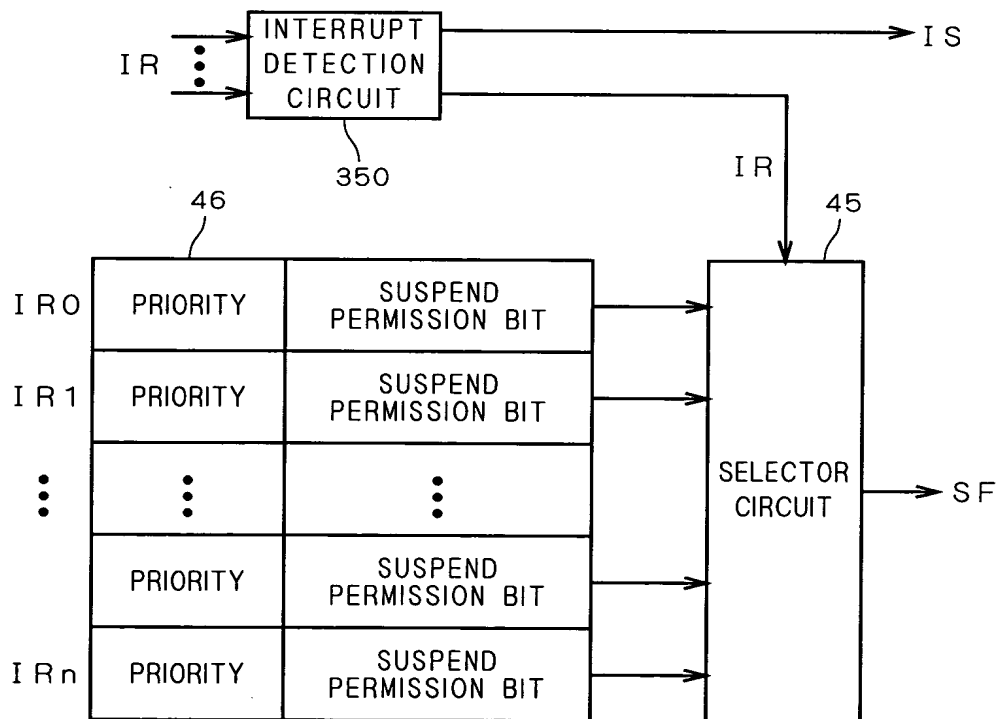 INTERRUPT
DETECTION
CIRCUIT
IR
IS
350
IR
46
45
IR0 PRIORITY SUSPEND
PERMISSION BIT
IR1 PRIORITY SUSPEND
PERMISSION BIT
SELECTOR
CIRCUIT
SF
PRIORITY SUSPEND
PERMISSION BIT
IRn PRIORITY SUSPEND
PERMISSION BIT